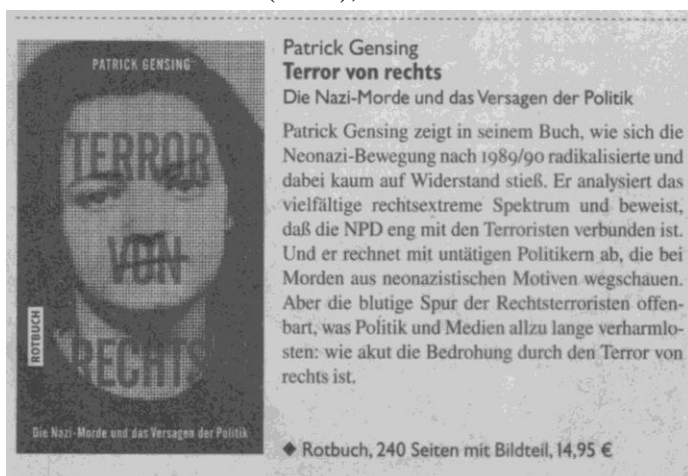 PATRICK GENSING
TERROR
VON
RECHTS
ROTBUCH
Die Nazi-Morde und das Versagen der Politik
Patrick Gensing
Terror von rechts
Die Nazi-Morde und das Versagen der Politik
Patrick Gensing zeigt in seinem Buch, wie sich die
Neonazi-Bewegung nach 1989/90 radikalisierte und
dabei kaum auf Widerstand stieß. Er analysiert das
vielfältige rechtsextreme Spektrum und beweist,
daß die NPD eng mit den Terroristen verbunden ist.
Und er rechnet mit untätigen Politikern ab, die bei
Morden aus neonazistischen Motiven wegschauen.
Aber die blutige Spur der Rechtsterroristen offen-
bart, was Politik und Medien allzu lange verharmlo-
sten: wie akut die Bedrohung durch den Terror von
rechts ist.
◆ Rotbuch, 240 Seiten mit Bildteil, 14,95 €